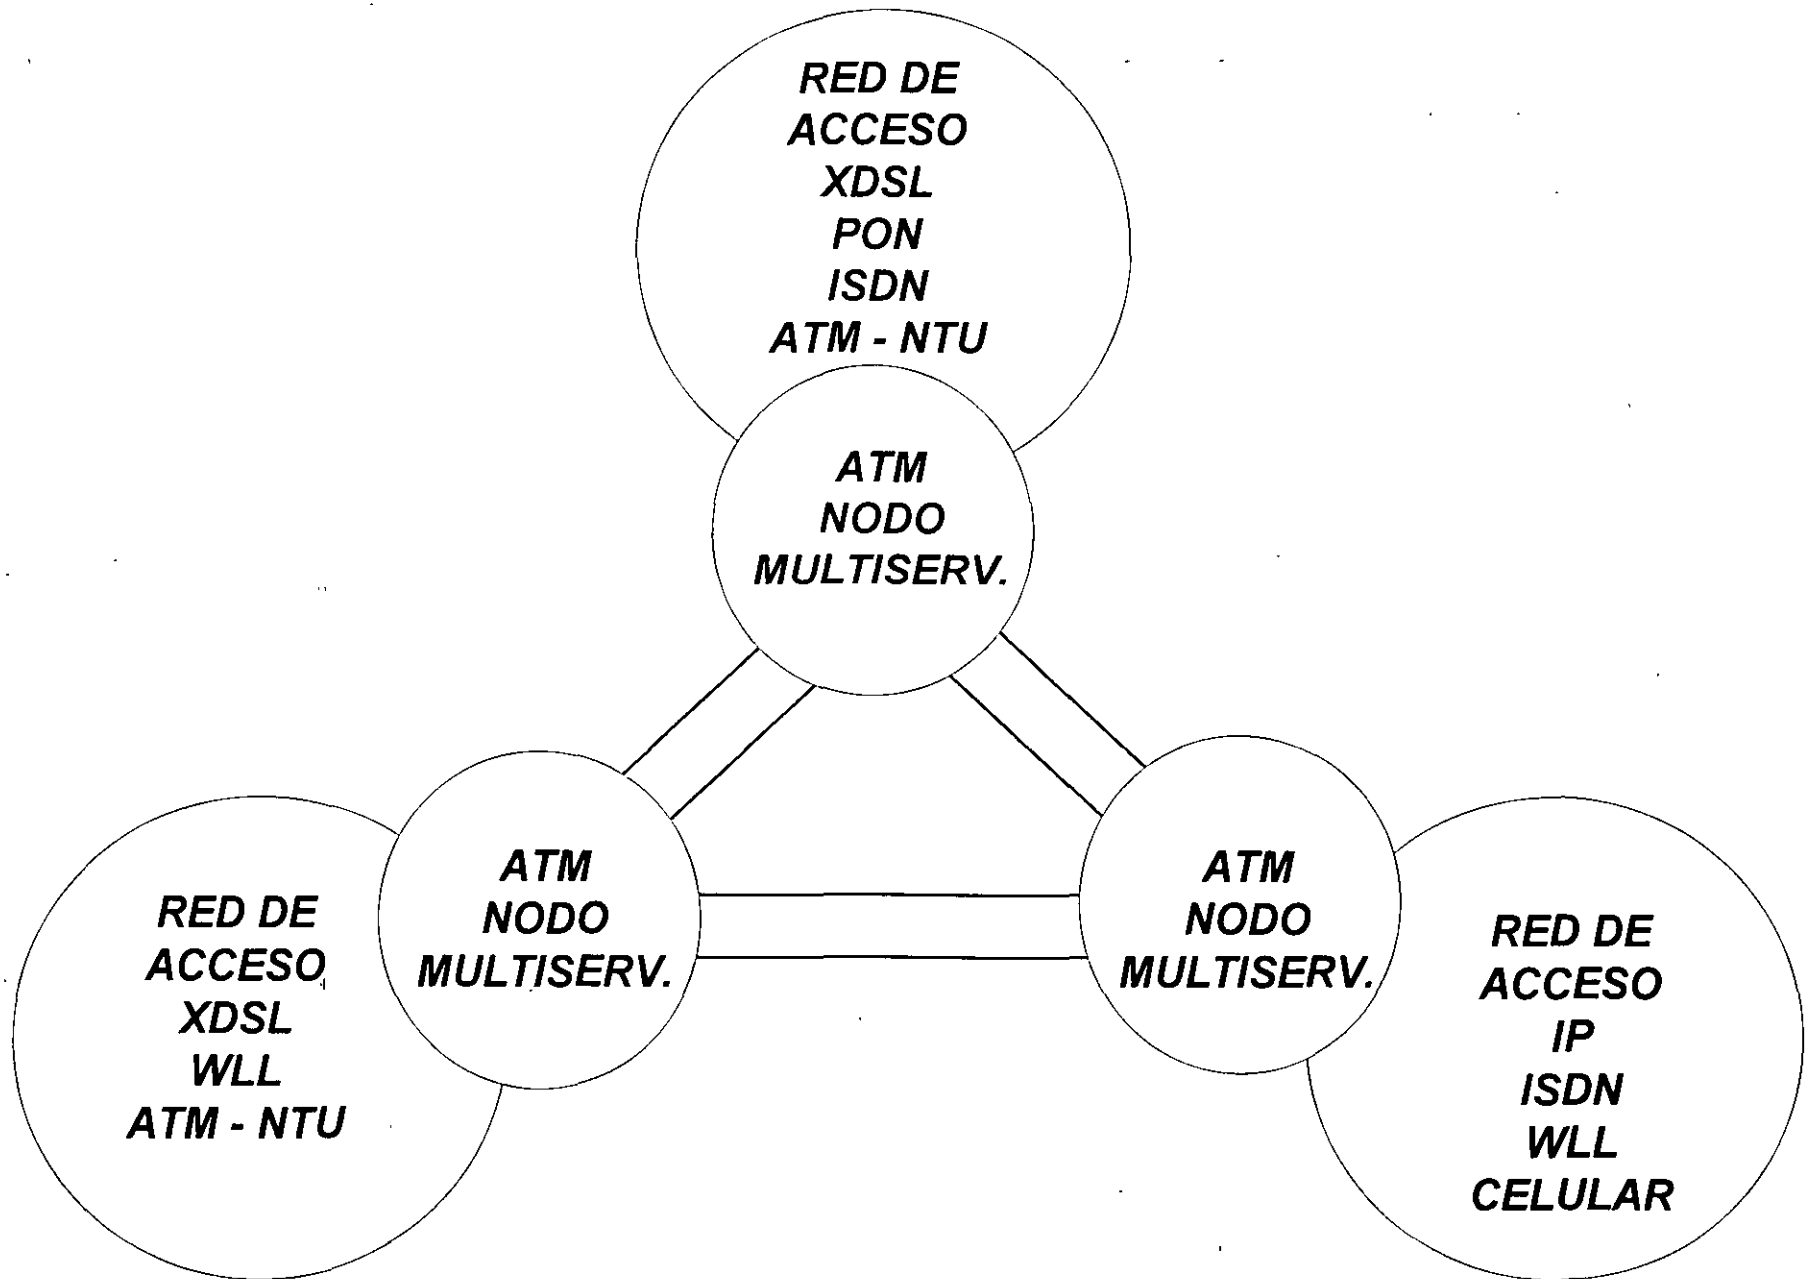 RED DE
ACCESO
XDSL
PON
ISDN
ATM - NTU
ATM
NODO
MULTISERV.
ATM
NODO
MULTISERV.
ATM
NODO
MULTISERV.
RED DE
ACCESO
XDSL
WLL
ATM - NTU
RED DE
ACCESO
IP
ISDN
WLL
CELULAR